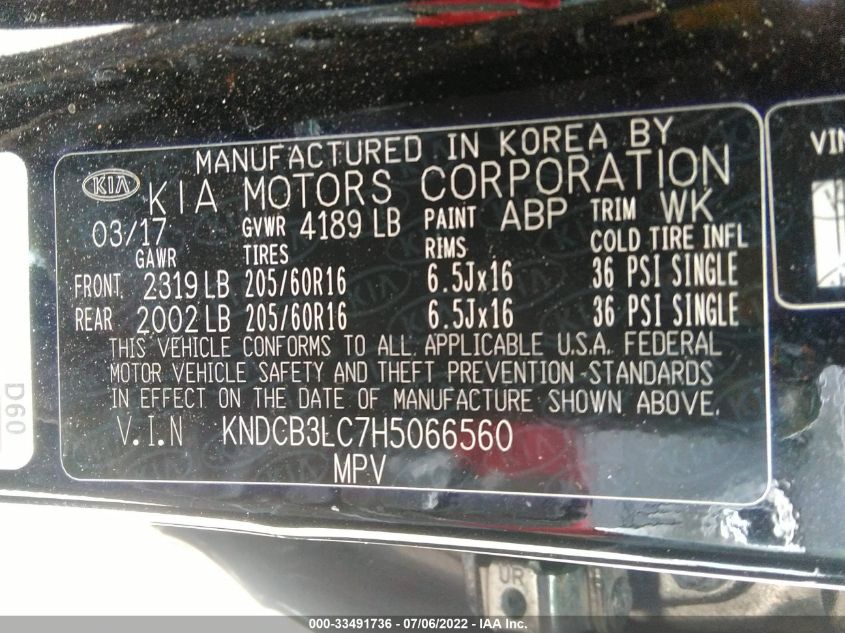 MANUFACTURED IN KOREA BY
KIA KIA MOTORS CORPORATION
03/17 GVWR 4189 LB PAINT ABP TRIM WK
GAWR TIRES RIMS COLD TIRE INFL
FRONT 2319 LB 205/60R16 6.5Jx16 36 PSI SINGLE
REAR 2002 LB 205/60R16 6.5Jx16 36 PSI SINGLE
THIS VEHICLE CONFORMS TO ALL APPLICABLE U.S.A. FEDERAL
MOTOR VEHICLE SAFETY AND THEFT PREVENTION STANDARDS
IN EFFECT ON THE DATE OF MANUFACTURE SHOWN ABOVE.
V.I.N KNDCB3LC7H5066560
MPV
VIN
D60
UR
000-33491736 - 07/06/2022 - IAA Inc.